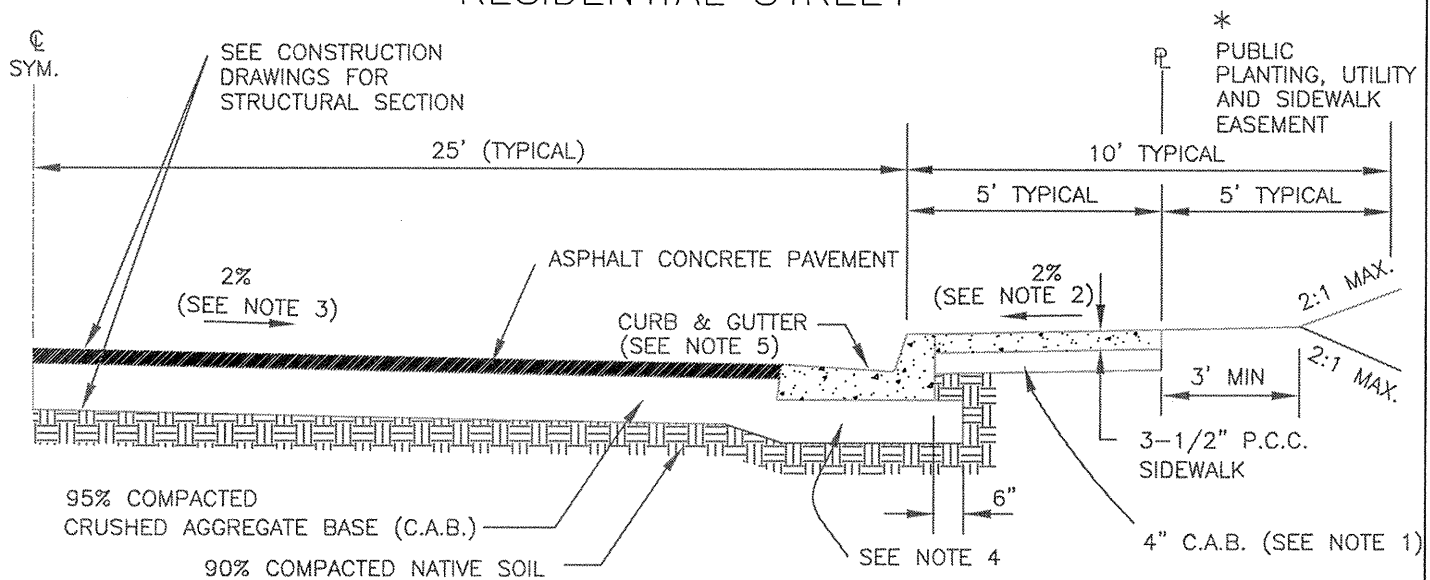 RESIDENTIAL STREET
℄
SYM.
SEE CONSTRUCTION
DRAWINGS FOR
STRUCTURAL SECTION
*
PUBLIC
PLANTING, UTILITY
AND SIDEWALK
EASEMENT
PL
25' (TYPICAL)
10' TYPICAL
5' TYPICAL
5' TYPICAL
ASPHALT CONCRETE PAVEMENT
2%
(SEE NOTE 3)
2%
(SEE NOTE 2)
CURB & GUTTER
(SEE NOTE 5)
2:1 MAX.
2:1 MAX.
3' MIN
3-1/2" P.C.C.
SIDEWALK
6"
95% COMPACTED
CRUSHED AGGREGATE BASE (C.A.B.)
90% COMPACTED NATIVE SOIL
SEE NOTE 4
4" C.A.B. (SEE NOTE 1)